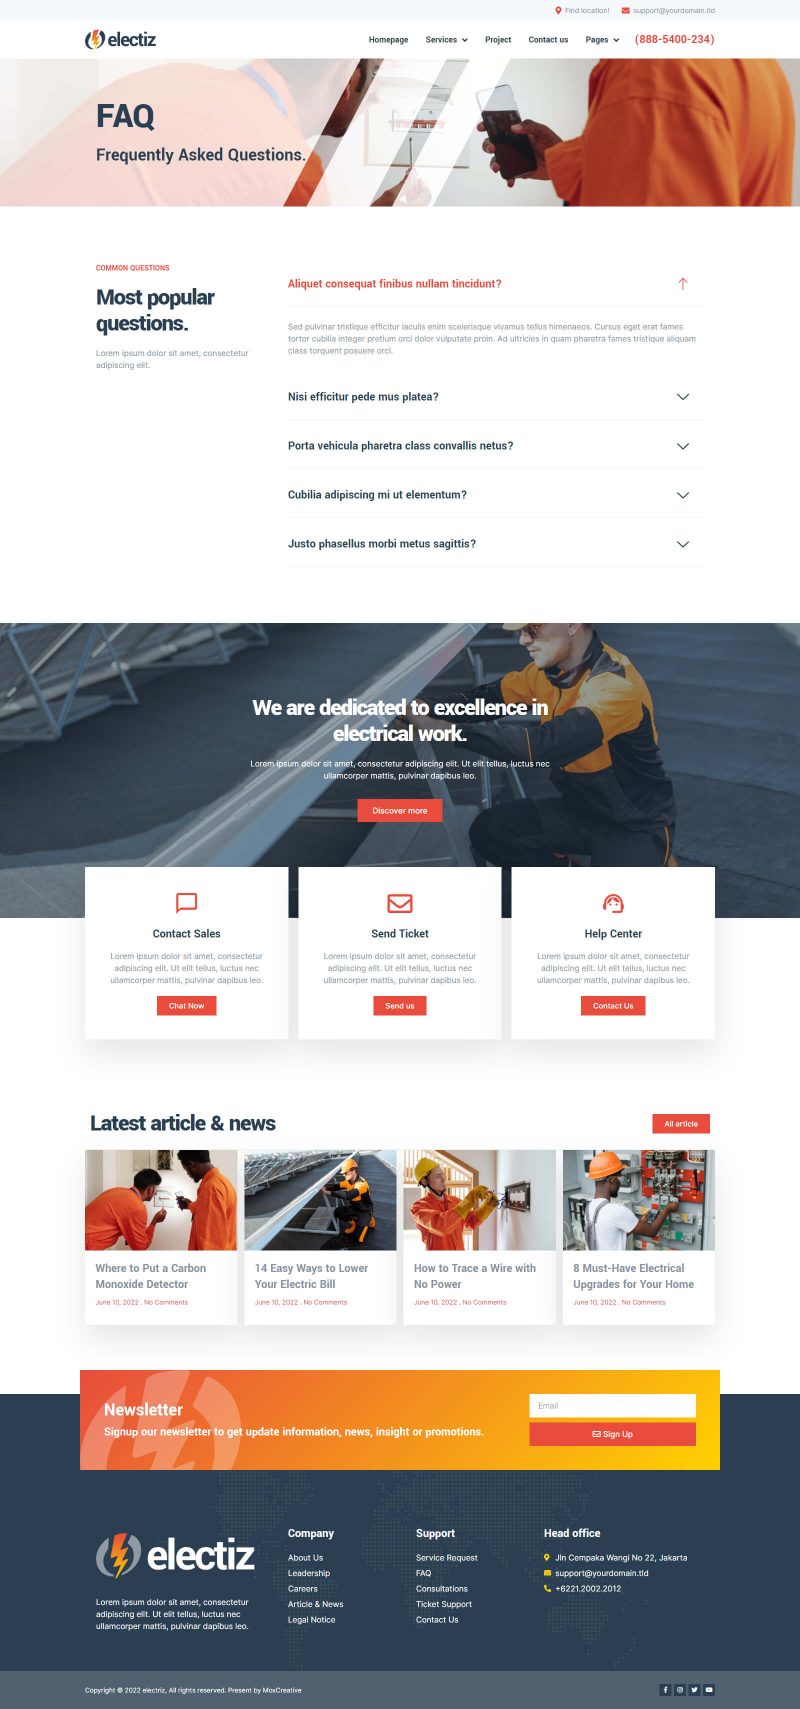 Find location!
support@yourdomain.tld
electiz
Homepage
Services
Project
Contact us
Pages
(888-5400-234)
FAQ
Frequently Asked Questions.
COMMON QUESTIONS
Most popular
questions.
Lorem ipsum dolor sit amet, consectetur
adipiscing elit.
Aliquet consequat finibus nullam tincidunt?
Sed pulvinar tristique efficitur iaculis enim scelerisque vivamus tellus himenaeos. Cursus eget erat fames
tortor cubilia integer pretium orci dolor vulputate proin. Ad ultricies in quam pharetra fames tristique aliquam
class torquent posuere orci.
Nisi efficitur pede mus platea?
Porta vehicula pharetra class convallis netus?
Cubilia adipiscing mi ut elementum?
Justo phasellus morbi metus sagittis?
We are dedicated to excellence in
electrical work.
Lorem ipsum dolor sit amet, consectetur adipiscing elit. Ut elit tellus, luctus nec
ullamcorper mattis, pulvinar dapibus leo.
Discover more
Contact Sales
Lorem ipsum dolor sit amet, consectetur
adipiscing elit. Ut elit tellus, luctus nec
ullamcorper mattis, pulvinar dapibus leo.
Chat Now
Send Ticket
Lorem ipsum dolor sit amet, consectetur
adipiscing elit. Ut elit tellus, luctus nec
ullamcorper mattis, pulvinar dapibus leo.
Send us
Help Center
Lorem ipsum dolor sit amet, consectetur
adipiscing elit. Ut elit tellus, luctus nec
ullamcorper mattis, pulvinar dapibus leo.
Contact Us
Latest article & news
All article
Where to Put a Carbon
Monoxide Detector
June 10, 2022 . No Comments
14 Easy Ways to Lower
Your Electric Bill
June 10, 2022 . No Comments
How to Trace a Wire with
No Power
June 10, 2022 . No Comments
8 Must-Have Electrical
Upgrades for Your Home
June 10, 2022 . No Comments
Newsletter
Signup our newsletter to get update information, news, insight or promotions.
Email
Sign Up
electiz
Lorem ipsum dolor sit amet, consectetur
adipiscing elit. Ut elit tellus, luctus nec
ullamcorper mattis, pulvinar dapibus leo.
Company
About Us
Leadership
Careers
Article & News
Legal Notice
Support
Service Request
FAQ
Consultations
Ticket Support
Contact Us
Head office
Jln Cempaka Wangi No 22, Jakarta
support@yourdomain.tld
+6221.2002.2012
Copyright © 2022 electriz, All rights reserved. Present by MoxCreative